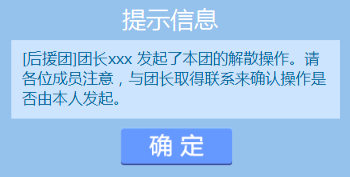 提示信息
[后援团]团长xxx 发起了本团的解散操作。请
各位成员注意，与团长取得联系来确认操作是
否由本人发起。
确 定